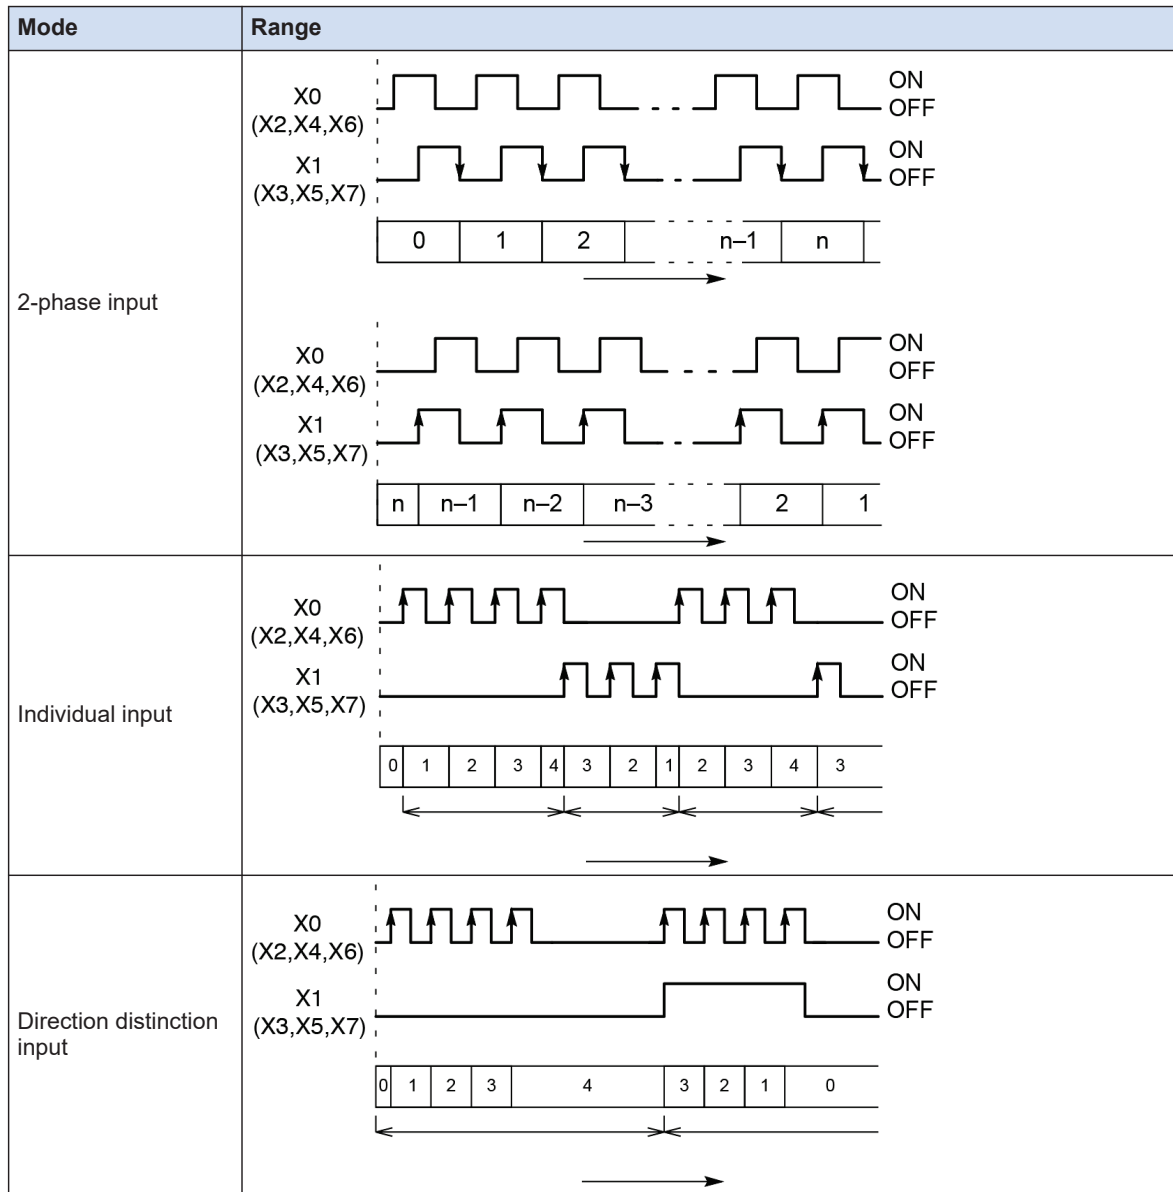 Mode Range
2-phase input
X0 ON
(X2,X4,X6) OFF
X1 ON
(X3,X5,X7) OFF
0 1 2 n–1 n
X0 ON
(X2,X4,X6) OFF
X1 ON
(X3,X5,X7) OFF
n n–1 n–2 n–3 2 1
Individual input
X0 ON
(X2,X4,X6) OFF
X1 ON
(X3,X5,X7) OFF
0 1 2 3 4 3 2 1 2 3 4 3
Direction distinction
input
X0 ON
(X2,X4,X6) OFF
X1 ON
(X3,X5,X7) OFF
0 1 2 3 4 3 2 1 0